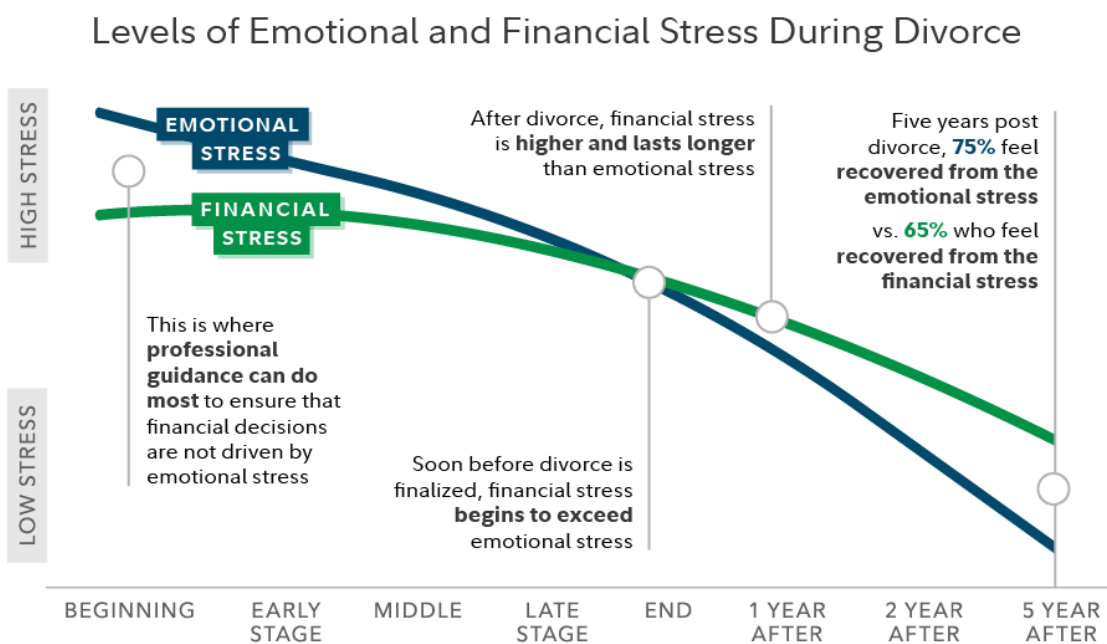 Levels of Emotional and Financial Stress During Divorce
HIGH STRESS
LOW STRESS
EMOTIONAL
STRESS
FINANCIAL
STRESS
This is where
professional
guidance can do
most to ensure that
financial decisions
are not driven by
emotional stress
Soon before divorce is
finalized, financial stress
begins to exceed
emotional stress
After divorce, financial stress
is higher and lasts longer
than emotional stress
Five years post
divorce, 75% feel
recovered from the
emotional stress
vs. 65% who feel
recovered from the
financial stress
BEGINNING
EARLY
STAGE
MIDDLE
LATE
STAGE
END
1 YEAR
AFTER
2 YEAR
AFTER
5 YEAR
AFTER